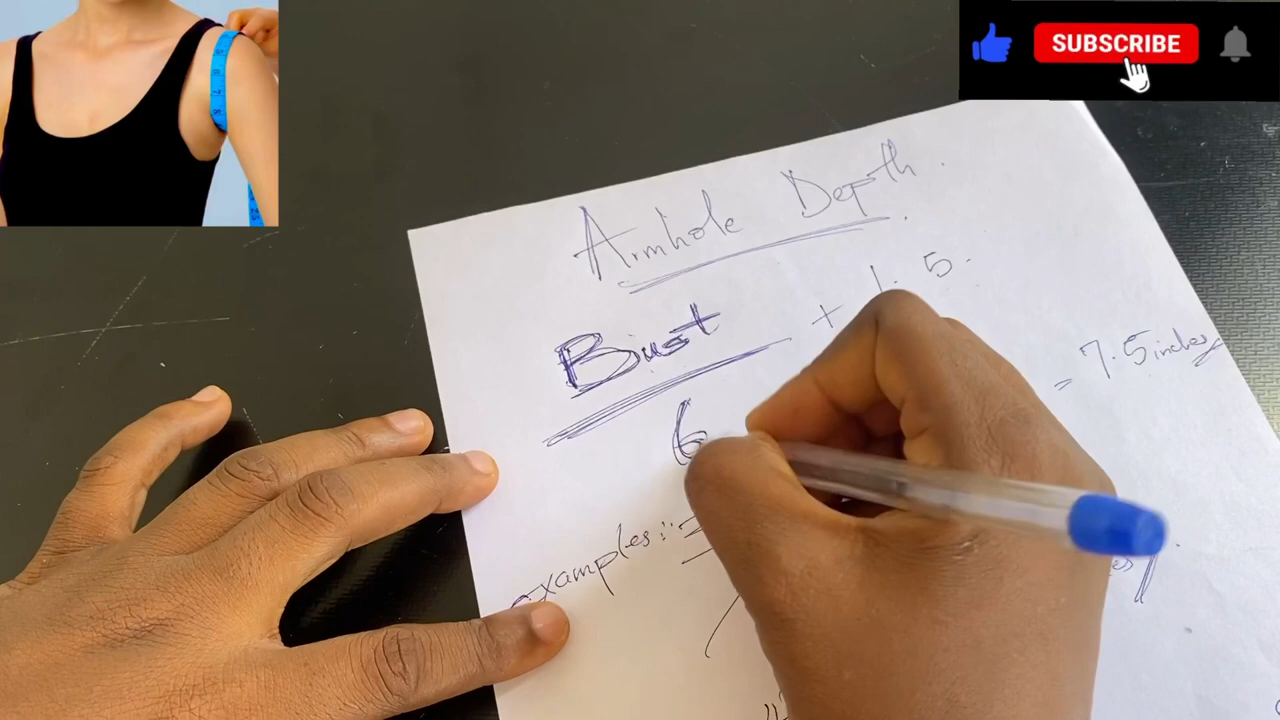 SUBSCRIBE
Armhole Depth.
Bust + 1.5.
6
= 7.5 inches
examples::